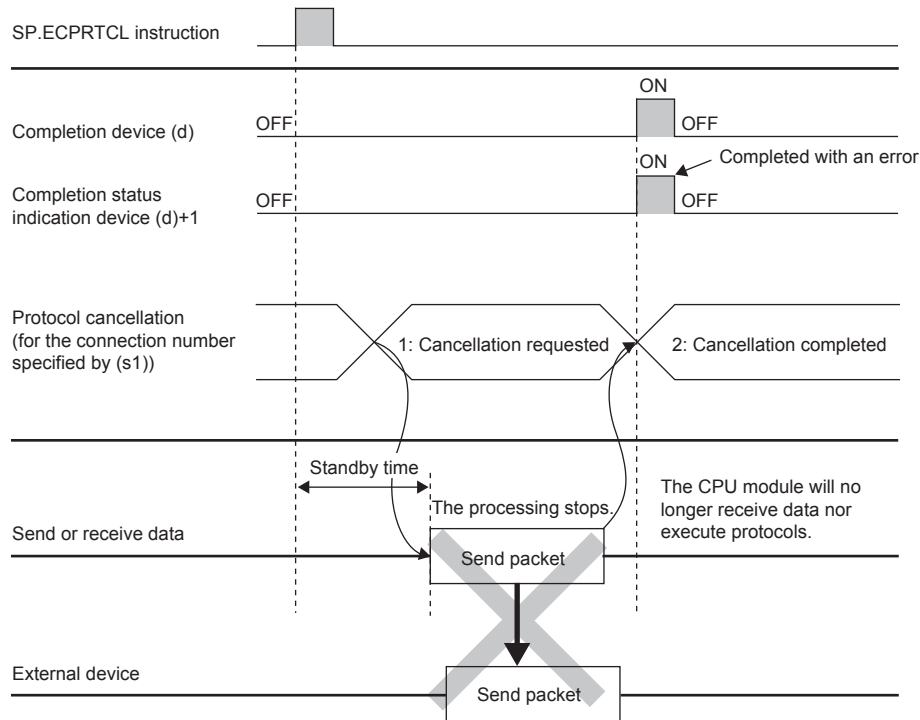 SP.ECPRTCL instruction
ON
Completion device (d)
OFF
OFF
ON
Completed with an error
Completion status
indication device (d)+1
OFF
OFF
Protocol cancellation
(for the connection number
specified by (s1))
1: Cancellation requested
2: Cancellation completed
Standby time
The processing stops.
The CPU module will no
longer receive data nor
execute protocols.
Send or receive data
Send packet
External device
Send packet